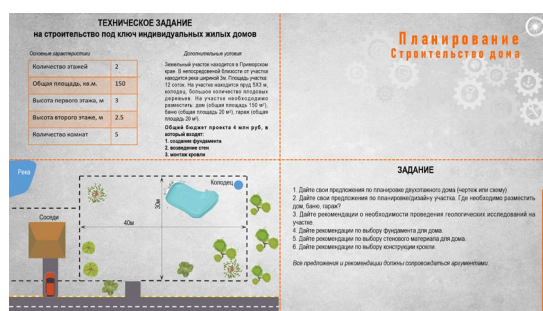 ТЕХНИЧЕСКОЕ ЗАДАНИЕ
на строительство под ключ индивидуальных жилых домов
Основные характеристики
Количество этажей 2
Общая площадь, кв.м. 150
Высота первого этажа, м 3
Высота второго этаже, м 2.5
Количество комнат 5
Дополнительные условия
Земельный участок находится в Приморском
крае. В непосредственной близости от участка
находится река шириной 3м. Площадь участка:
12 соток. На участке находится пруд 5Х3 м,
колодец, большое количество плодовых
деревьев. На участке необходимо
разместить: дом (общая площадь 150 м²),
баню (общая площадь 20 м²), гараж (общая
площадь 20 м²).
Общий бюджет проекта 4 млн руб, в
который входят:
1. создание фундамента
2. возведение стен
3. монтаж кровли
Планирование
Строительство дома
Река
Соседи
Колодец
30м
40м
ЗАДАНИЕ
1. Дайте свои предложения по планировке двухэтажного дома (чертеж или схему)
2. Дайте свои предложения по планировке/дизайну участка. Где необходимо разместить
дом, баню, гараж?
3. Дайте рекомендации о необходимости проведения геологических исследований на
участке.
4. Дайте рекомендации по выбору фундамента для дома.
5. Дайте рекомендации по выбору стенового материала для дома.
6. Дайте рекомендации по выбору конструкции кровли.
Все предложения и рекомендации должны сопровождаться аргументами.